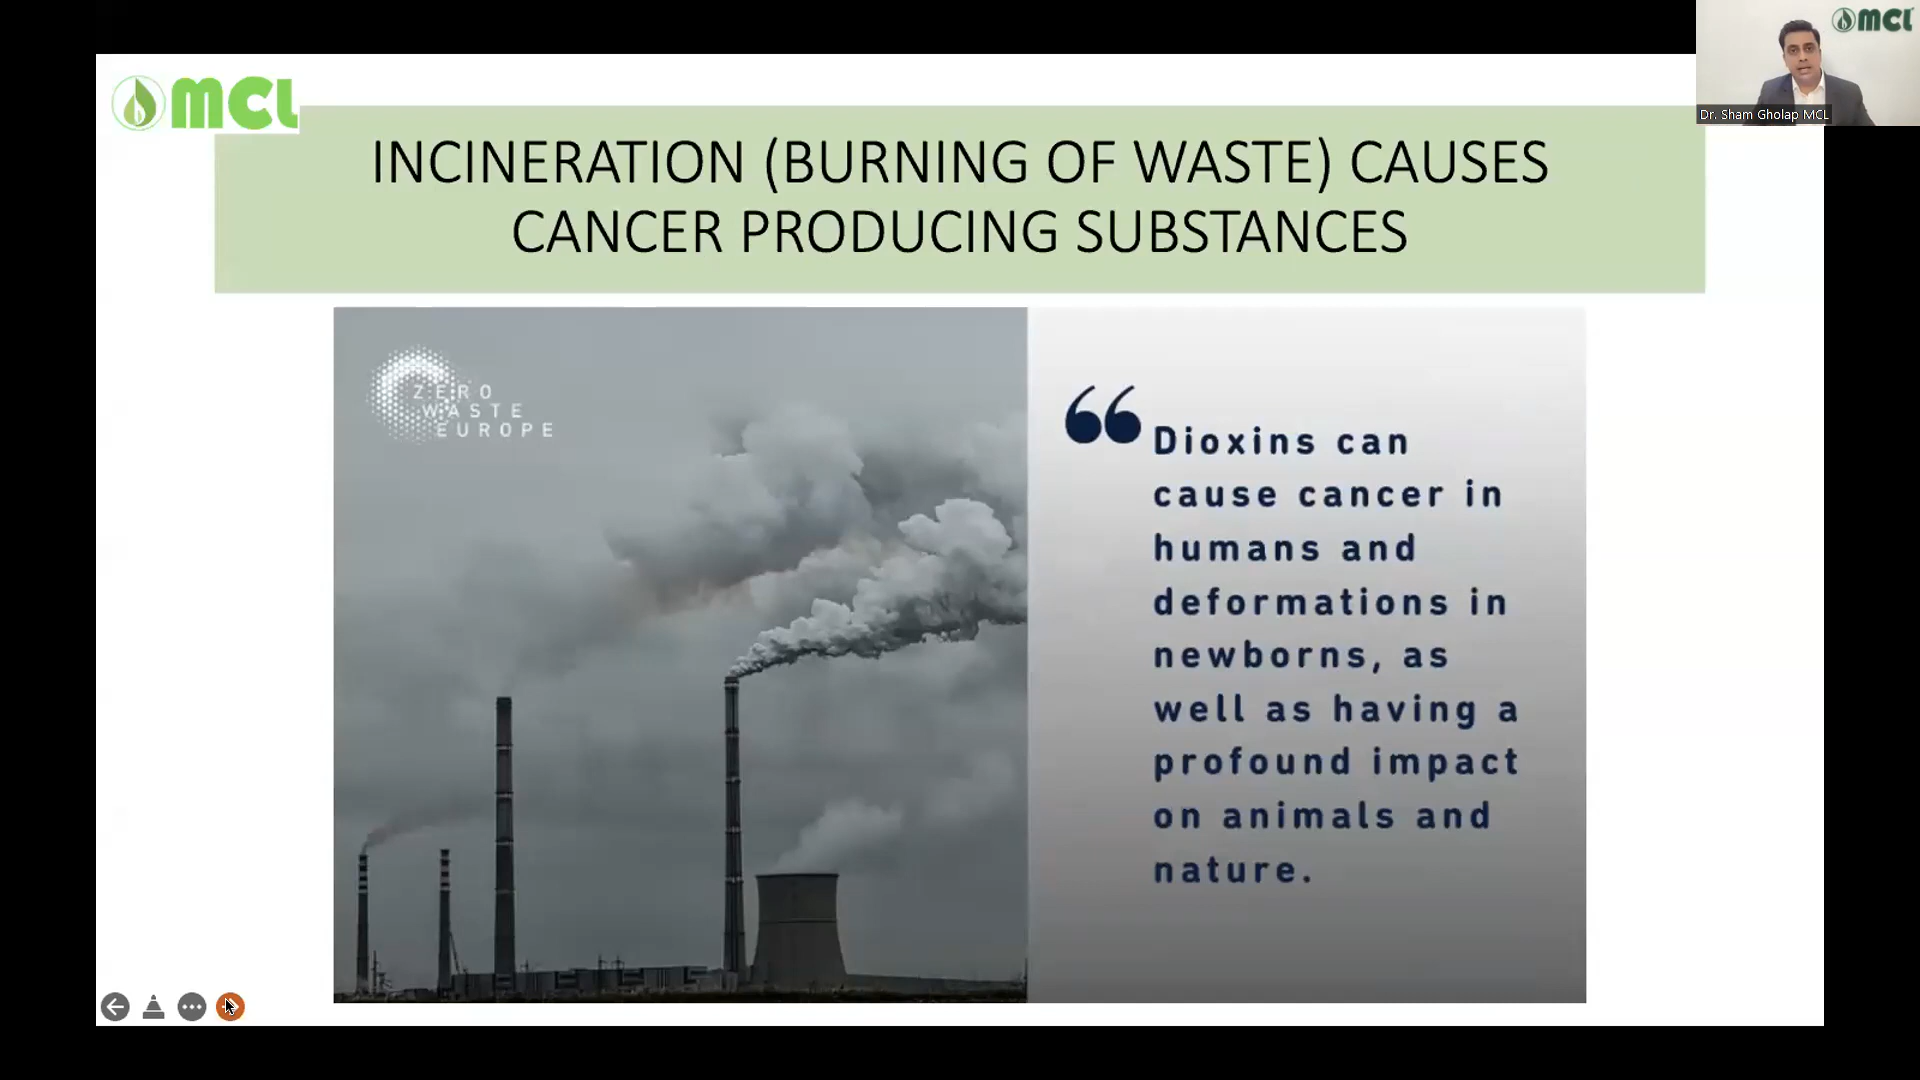 MCL
MCL
Dr. Sham Gholap MCL
INCINERATION (BURNING OF WASTE) CAUSES
CANCER PRODUCING SUBSTANCES
ZERO
WASTE
EUROPE
“ Dioxins can
cause cancer in
humans and
deformations in
newborns, as
well as having a
profound impact
on animals and
nature.